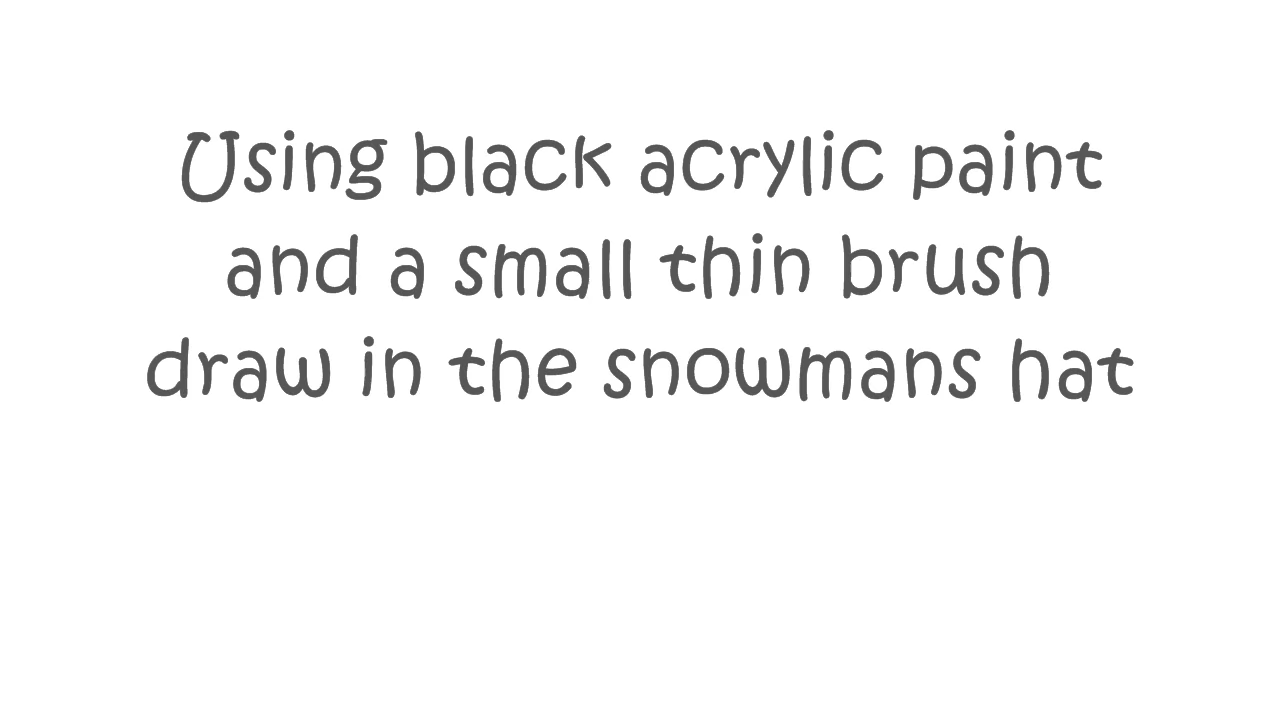 Using black acrylic paint
and a small thin brush
draw in the snowmans hat